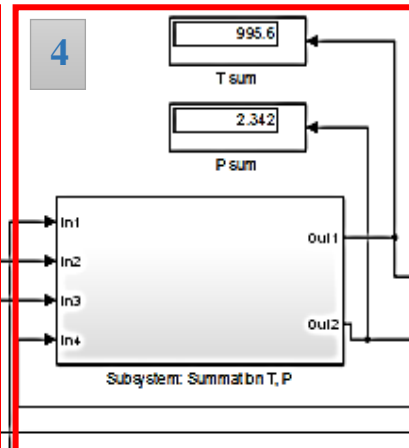 4
995.6
T sum
2.342
P sum
In1
Out1
In2
In3
Out2
In4
Subsystem: Summation T, P